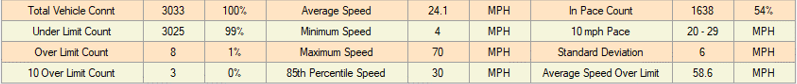 Total Vehicle Connt 3033 100% Average Speed 24.1 MPH In Pace Count 1638 54%
Under Limit Count 3025 99% Minimum Speed 4 MPH 10 mph Pace 20 - 29 MPH
Over Limit Count 8 1% Maximum Speed 70 MPH Standard Deviation 6 MPH
10 Over Limit Count 3 0% 85th Percentile Speed 30 MPH Average Speed Over Limit 58.6 MPH